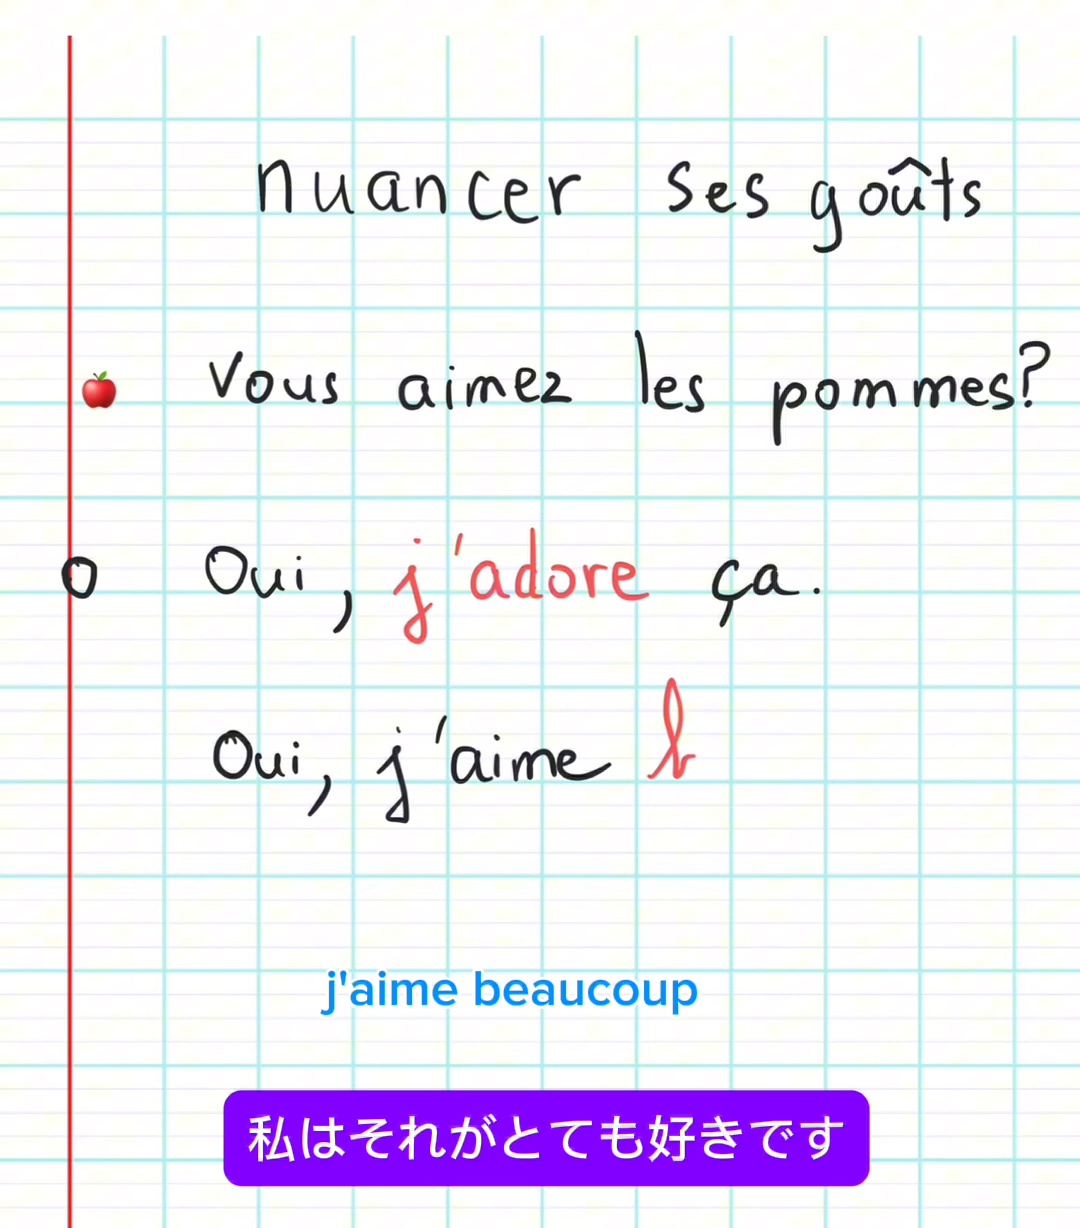 nuancer ses goûts
Vous aimez les pommes?
O Oui, j'adore ça.
Oui, j'aime b
j'aime beaucoup
私はそれがとても好きです